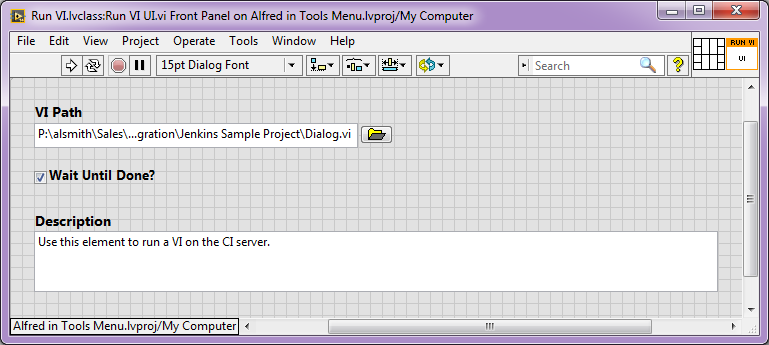 Run VI.lvclass:Run VI UI.vi Front Panel on Alfred in Tools Menu.lvproj/My Computer
File Edit View Project Operate Tools Window Help
RUN VI
UI
15pt Dialog Font
Search
?
VI Path
P:\alsmith\Sales\...gration\Jenkins Sample Project\Dialog.vi
Wait Until Done?
Description
Use this element to run a VI on the CI server.
Alfred in Tools Menu.lvproj/My Computer